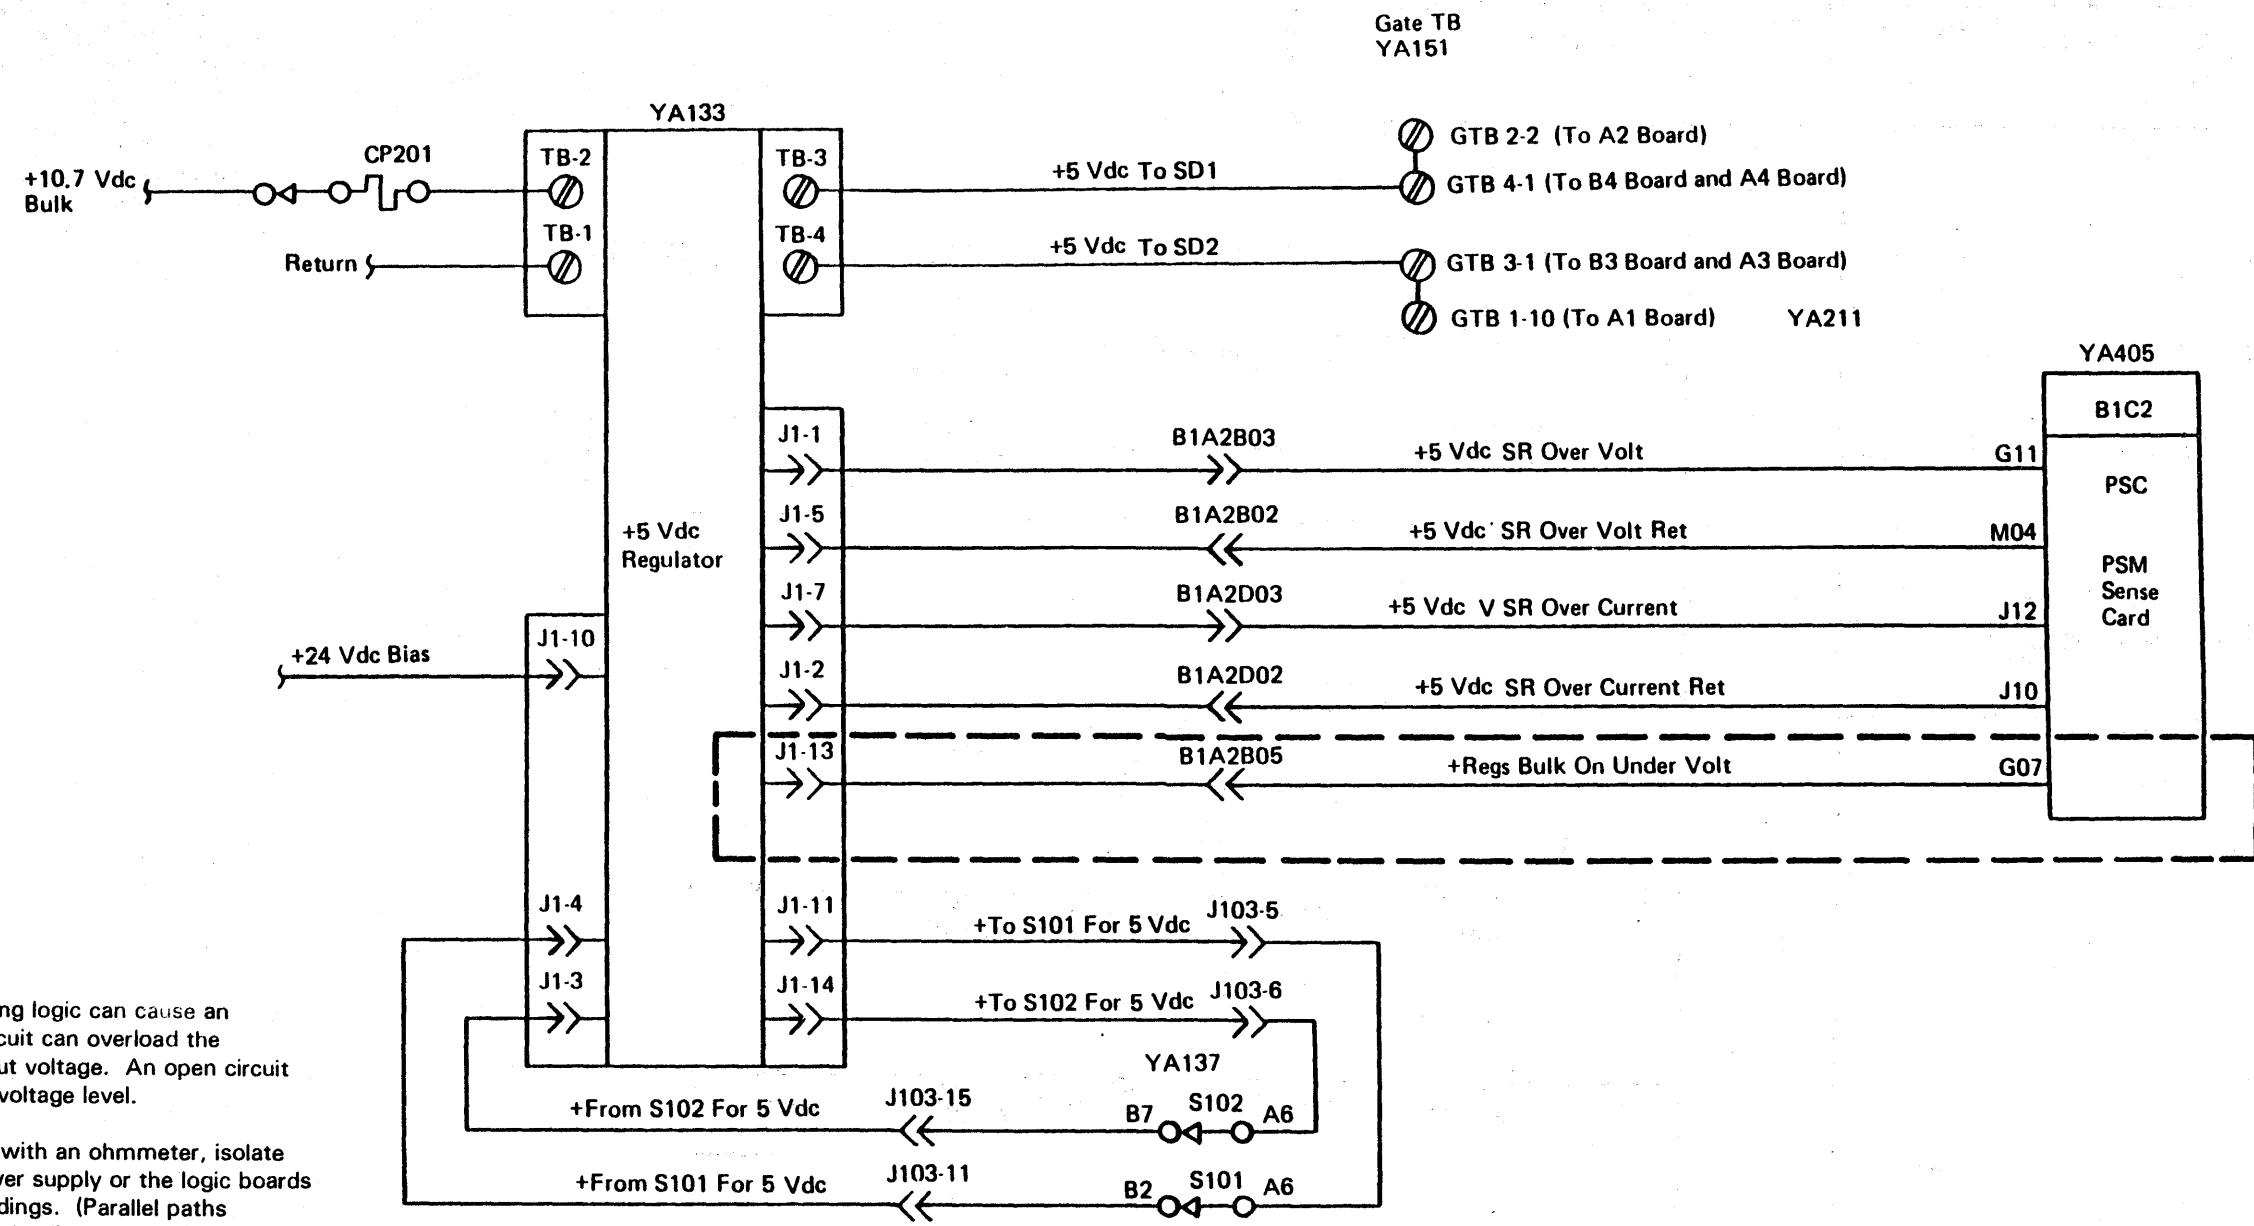 Gate TB
YA151
YA133
CP201
+10.7 Vdc
Bulk
TB-2
TB-3
+5 Vdc To SD1
GTB 2-2 (To A2 Board)
GTB 4-1 (To B4 Board and A4 Board)
Return
TB-1
TB-4
+5 Vdc To SD2
GTB 3-1 (To B3 Board and A3 Board)
GTB 1-10 (To A1 Board) YA211
YA405
B1C2
J1-1
B1A2B03
+5 Vdc SR Over Volt
G11
PSC
J1-5
B1A2B02
+5 Vdc SR Over Volt Ret
M04
+5 Vdc
Regulator
PSM
Sense
Card
J1-7
B1A2D03
+5 Vdc V SR Over Current
J12
+24 Vdc Bias
J1-10
J1-2
B1A2D02
+5 Vdc SR Over Current Ret
J10
J1-13
B1A2B05
+Regs Bulk On Under Volt
G07
J1-4
J1-11
+To S101 For 5 Vdc
J103-5
J1-3
J1-14
+To S102 For 5 Vdc
J103-6
YA137
+From S102 For 5 Vdc
J103-15
B7
S102
A6
+From S101 For 5 Vdc
J103-11
B2
S101
A6
ng logic can cause an
cuit can overload the
ut voltage. An open circuit
voltage level.
with an ohmmeter, isolate
ver supply or the logic boards
dings. (Parallel paths